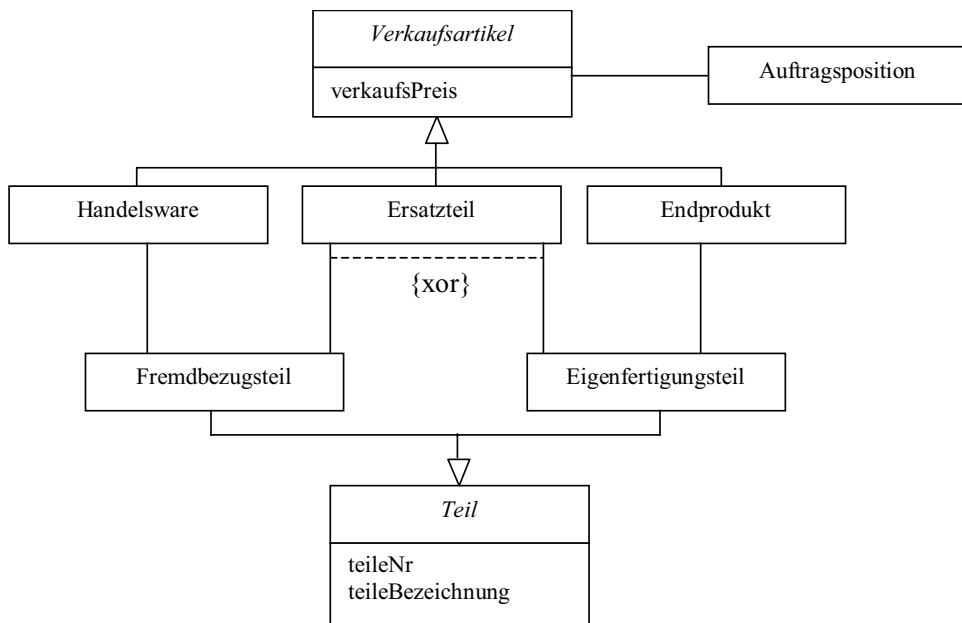 Verkaufsartikel
verkaufsPreis
Auftragsposition
Handelsware
Ersatzteil
Endprodukt
{xor}
Fremdbezugsteil
Eigenfertigungsteil
Teil
teileNr
teileBezeichnung